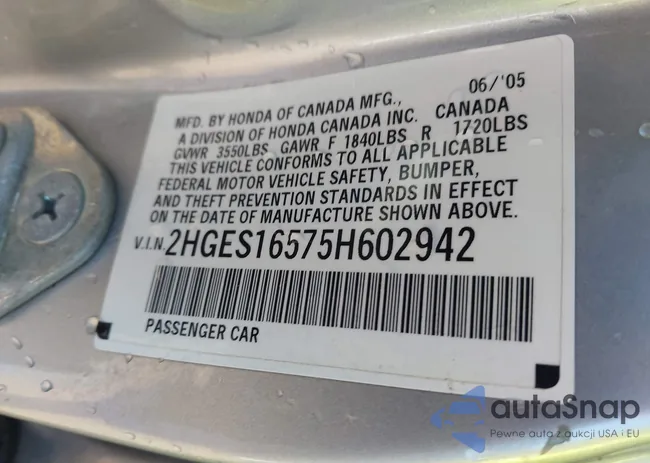 06/'05
MFD. BY HONDA OF CANADA MFG.,
A DIVISION OF HONDA CANADA INC. CANADA
GVWR 3550LBS GAWR F 1840LBS R 1720LBS
THIS VEHICLE CONFORMS TO ALL APPLICABLE
FEDERAL MOTOR VEHICLE SAFETY, BUMPER,
AND THEFT PREVENTION STANDARDS IN EFFECT
ON THE DATE OF MANUFACTURE SHOWN ABOVE.
V.I.N. 2HGES16575H602942
PASSENGER CAR
autaSnap
Pewne auta z aukcji USA i EU